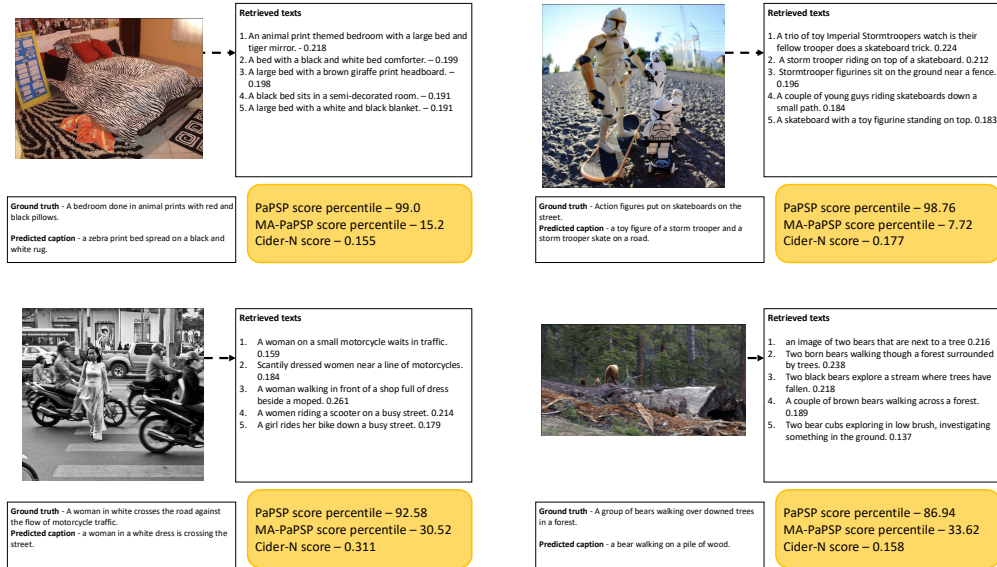 Retrieved texts
1. An animal print themed bedroom with a large bed and
tiger mirror. - 0.218
2. A bed with a black and white bed comforter. – 0.199
3. A large bed with a brown giraffe print headboard. –
0.198
4. A black bed sits in a semi-decorated room. – 0.191
5. A large bed with a white and black blanket. – 0.191
Ground truth - A bedroom done in animal prints with red and
black pillows.
Predicted caption - a zebra print bed spread on a black and
white rug.
PaPSP score percentile – 99.0
MA-PaPSP score percentile – 15.2
Cider-N score – 0.155
Retrieved texts
1. A trio of toy Imperial Stormtroopers watch is their
fellow trooper does a skateboard trick. 0.224
2. A storm trooper riding on top of a skateboard. 0.212
3. Stormtrooper figurines sit on the ground near a fence.
0.196
4. A couple of young guys riding skateboards down a
small path. 0.184
5. A skateboard with a toy figurine standing on top. 0.183
Ground truth - Action figures put on skateboards on the
street.
Predicted caption - a toy figure of a storm trooper and a
storm trooper skate on a road.
PaPSP score percentile – 98.76
MA-PaPSP score percentile – 7.72
Cider-N score – 0.177
Retrieved texts
1. A woman on a small motorcycle waits in traffic.
0.159
2. Scantily dressed women near a line of motorcycles.
0.184
3. A woman walking in front of a shop full of dress
beside a moped. 0.261
4. A women riding a scooter on a busy street. 0.214
5. A girl rides her bike down a busy street. 0.179
Ground truth - A woman in white crosses the road against
the flow of motorcycle traffic.
Predicted caption - a woman in a white dress is crossing the
street.
PaPSP score percentile – 92.58
MA-PaPSP score percentile – 30.52
Cider-N score – 0.311
Retrieved texts
1. an image of two bears that are next to a tree 0.216
2. Two born bears walking though a forest surrounded
by trees. 0.238
3. Two black bears explore a stream where trees have
fallen. 0.218
4. A couple of brown bears walking across a forest.
0.189
5. Two bear cubs exploring in low brush, investigating
something in the ground. 0.137
Ground truth - A group of bears walking over downed trees
in a forest.
Predicted caption - a bear walking on a pile of wood.
PaPSP score percentile – 86.94
MA-PaPSP score percentile – 33.62
Cider-N score – 0.158